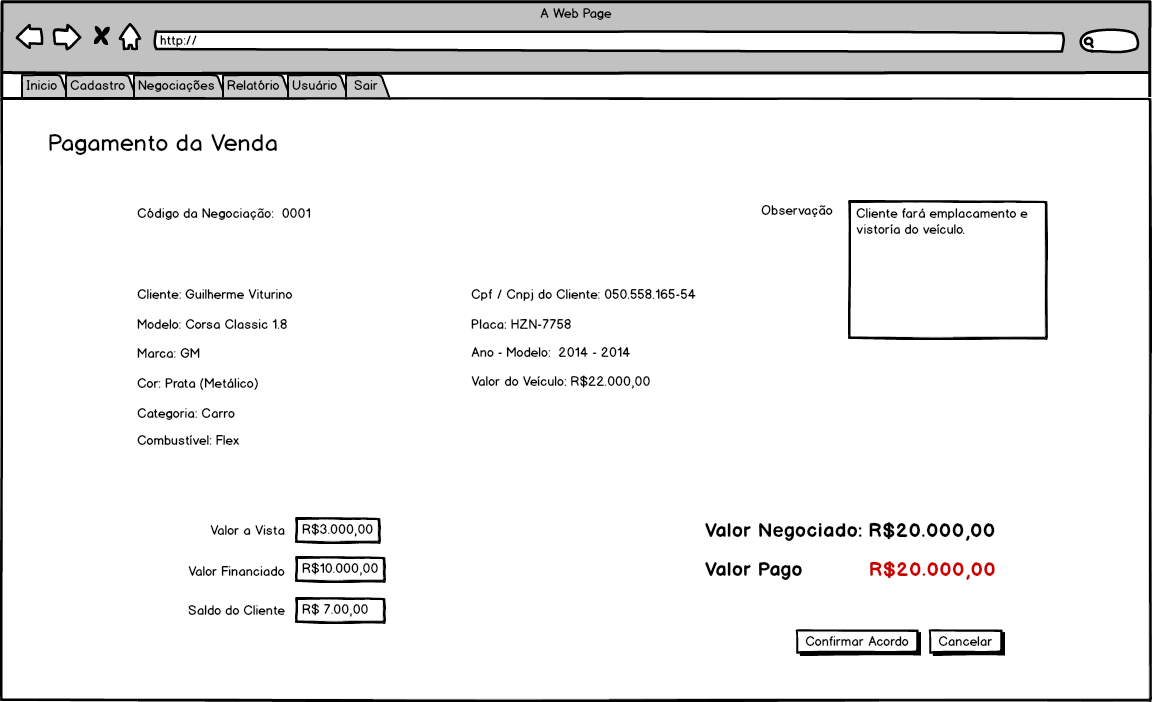 A Web Page
http://
Inicio Cadastro Negociações Relatório Usuário Sair
Pagamento da Venda
Código da Negociação: 0001
Observação
Cliente fará emplacamento e
vistoría do veículo.
Cliente: Guilherme Viturino
Cpf / Cnpj do Cliente: 050.558.165-54
Modelo: Corsa Classic 1.8
Placa: HZN-7758
Marca: GM
Ano - Modelo: 2014 - 2014
Cor: Prata (Metálico)
Valor do Veículo: R$22.000,00
Categoria: Carro
Combustível: Flex
Valor a Vista R$3.000,00
Valor Negociado: R$20.000,00
Valor Financiado R$10.000,00
Valor Pago R$20.000,00
Saldo do Cliente R$ 7.00,00
Confirmar Acordo Cancelar